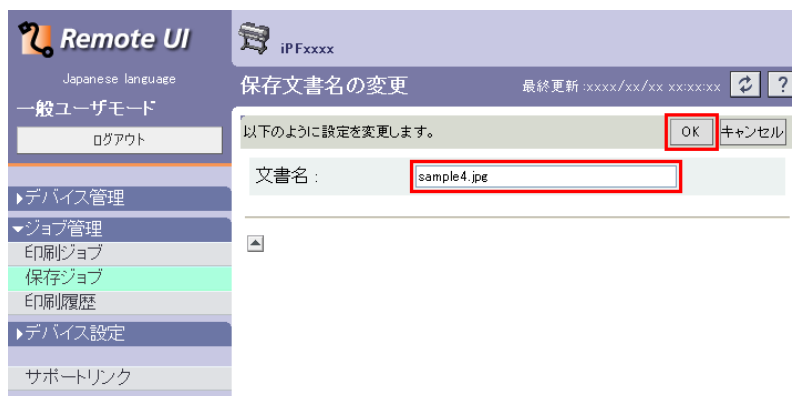 Remote UI
Japanese language
一般ユーザモード
ログアウト
▶デバイス管理
▼ジョブ管理
印刷ジョブ
保存ジョブ
印刷履歴
▶デバイス設定
サポートリンク
iPFxxxx
保存文書名の変更 最終更新:xxxx/xx/xx xx:xx:xx ?
以下のように設定を変更します。 OK キャンセル
文書名 : sample4.jpg